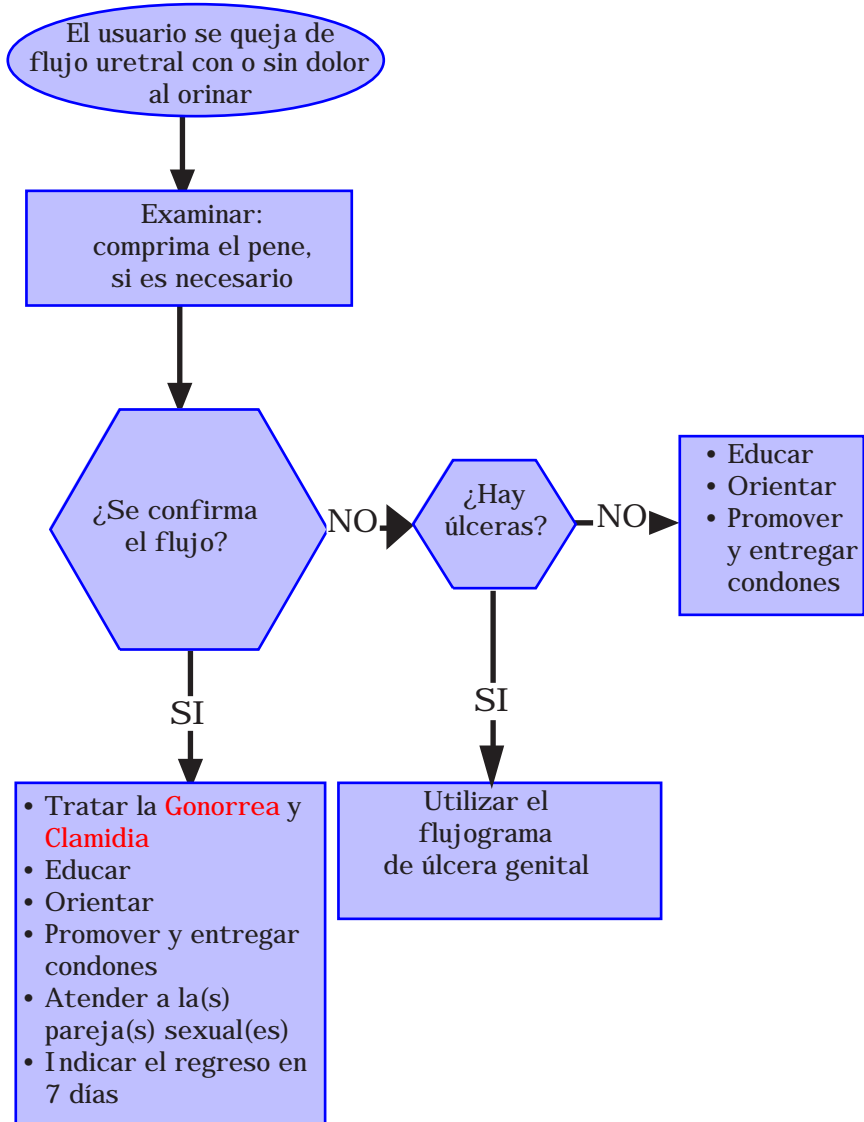 El usuario se queja de
flujo uretral con o sin dolor
al orinar
Examinar:
comprima el pene,
si es necesario
¿Se confirma
el flujo?
NO
¿Hay
úlceras?
NO
• Educar
• Orientar
• Promover
y entregar
condones
SI
SI
• Tratar la Gonorrea y
Clamidia
• Educar
• Orientar
• Promover y entregar
condones
• Atender a la(s)
pareja(s) sexual(es)
• Indicar el regreso en
7 días
Utilizar el
flujograma
de úlcera genital